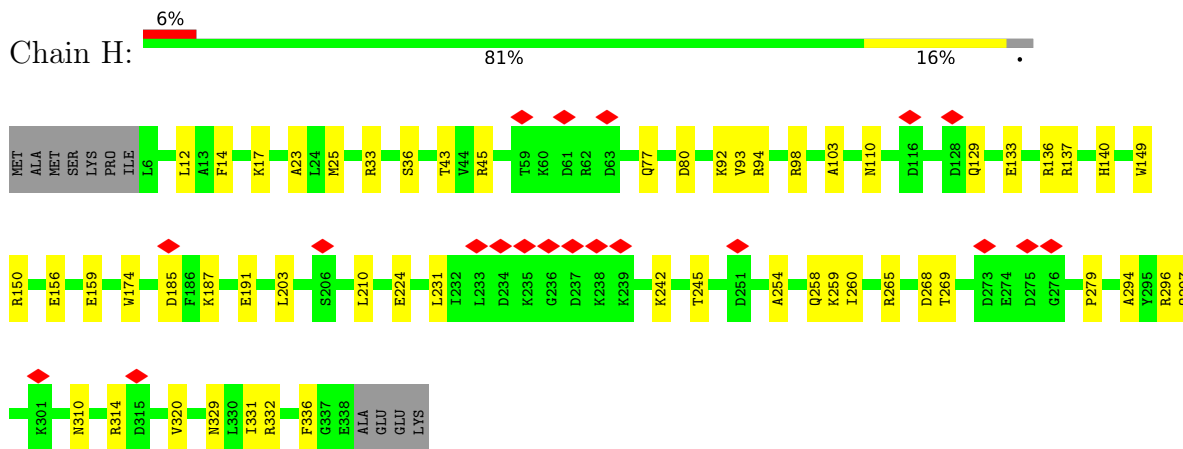 6%
Chain H:
81% 16% •
MET ALA MET SER LYS PRO ILE L6 L12 A13 F14 K17 A23 L24 M25 R33 S36 T43 V44 R45 T59 K60 D61 R62 D63 Q77 D80 K92 V93 R94 R98 A103 N110 D116 D128 Q129 E133 R136 R137 H140 W149
R150 E156 E159 W174 D185 F186 K187 E191 L203 S206 L210 E224 L231 I232 L233 D234 K235 G236 D237 K238 K239 K242 T245 D251 A254 Q258 K259 I260 R265 D268 T269 D273 E274 D275 G276 P279 A294 Y295 R296
K301 N310 R314 D315 V320 N329 L330 I331 R332 F336 G337 E338 ALA GLU GLU LYS